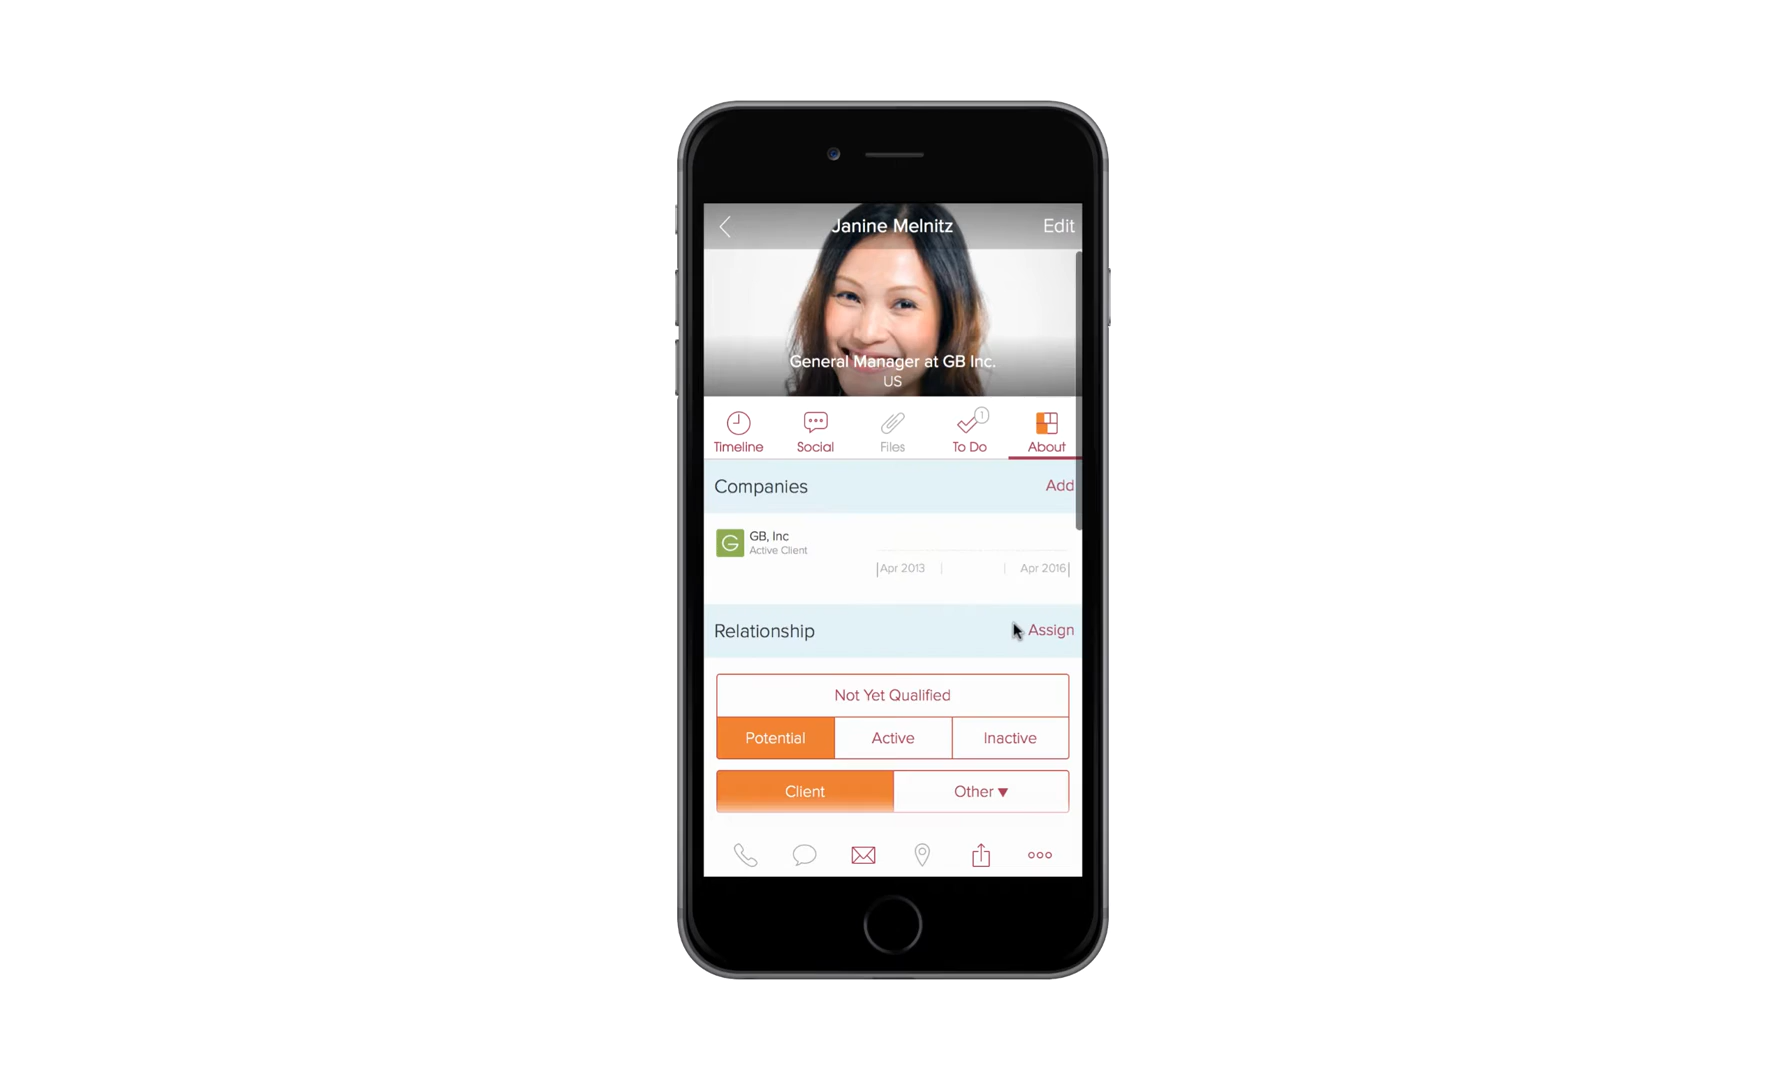 Janine Melnitz
Edit
General Manager at GB Inc.
US
Timeline
Social
Files
1
To Do
About
Companies
Add
G
GB, Inc
Active Client
Apr 2013
Apr 2016
Relationship
Assign
Not Yet Qualified
Potential
Active
Inactive
Client
Other ▼